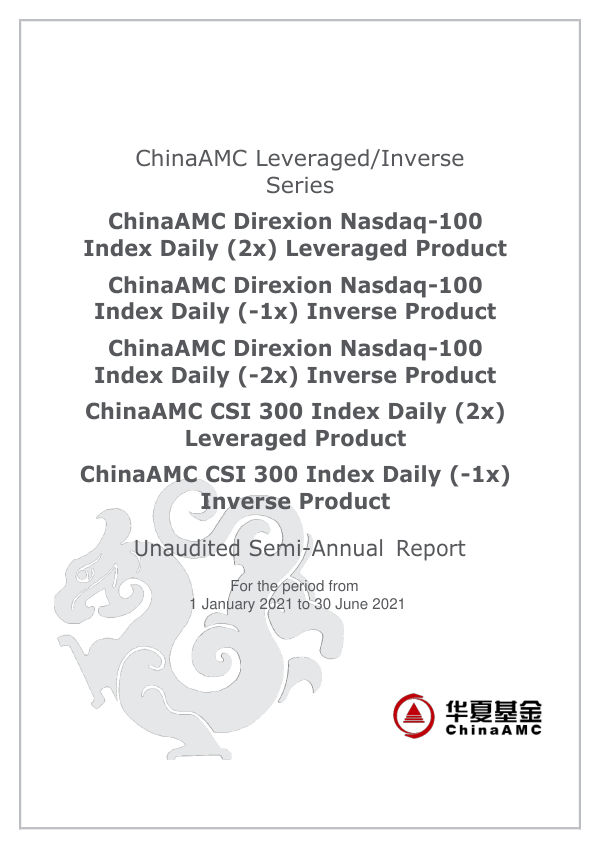 ChinaAMC Leveraged/Inverse
Series
ChinaAMC Direxion Nasdaq-100
Index Daily (2x) Leveraged Product
ChinaAMC Direxion Nasdaq-100
Index Daily (-1x) Inverse Product
ChinaAMC Direxion Nasdaq-100
Index Daily (-2x) Inverse Product
ChinaAMC CSI 300 Index Daily (2x)
Leveraged Product
ChinaAMC CSI 300 Index Daily (-1x)
Inverse Product
Unaudited Semi-Annual Report
For the period from
1 January 2021 to 30 June 2021
华夏基金
ChinaAMC